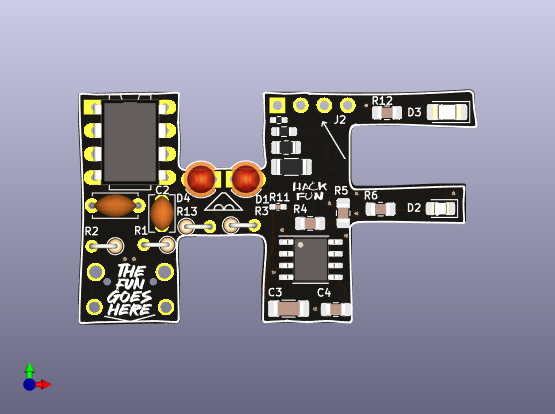 R12
D3
J2
C2
HACK
FUN
D4
D1
R11
R5
R6
R13
R3
R4
D2
R2
R1
THE
FUN
GOES
HERE
C3
C4